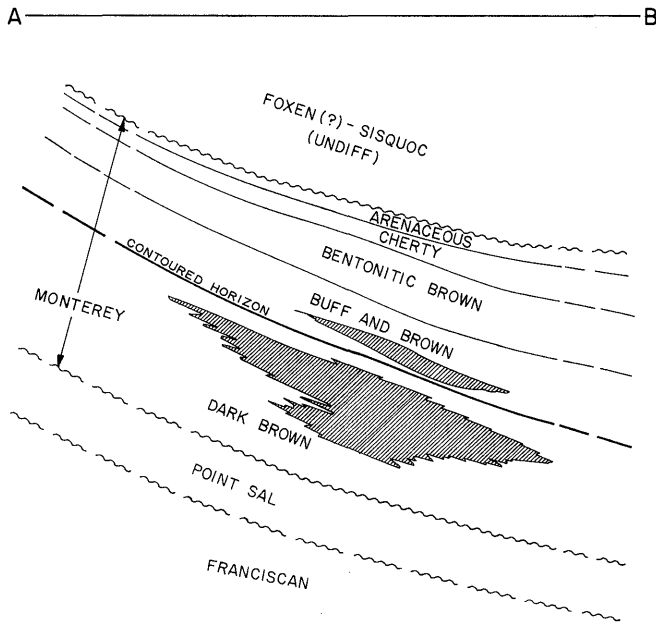 A B
FOXEN (?) - SISQUOC
(UNDIFF)
ARENACEOUS
CHERTY
BENTONITIC BROWN
CONTOURED HORIZON
BUFF AND BROWN
MONTEREY
DARK BROWN
POINT SAL
FRANCISCAN